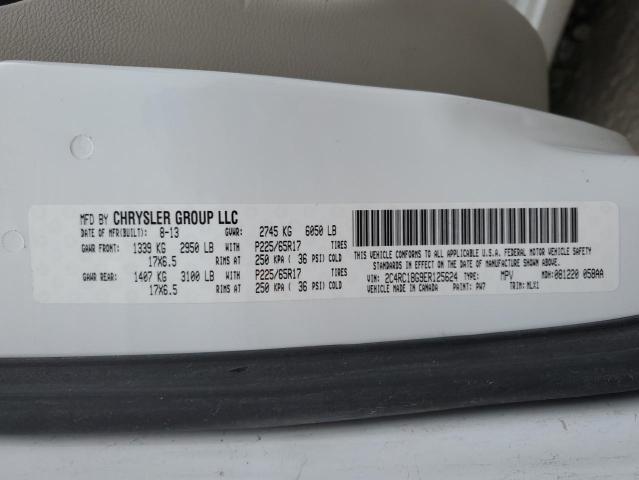 MFD BY CHRYSLER GROUP LLC
DATE OF MFR(BUILT): 8-13 GVWR: 2745 KG 6050 LB
GAWR FRONT: 1339 KG 2950 LB WITH P225/65R17 TIRES
17X6.5 RIMS AT 250 KPA ( 36 PSI) COLD
GAWR REAR: 1407 KG 3100 LB WITH P225/65R17 TIRES
17X6.5 RIMS AT 250 KPA ( 36 PSI) COLD
THIS VEHICLE CONFORMS TO ALL APPLICABLE U.S.A. FEDERAL MOTOR VEHICLE SAFETY
STANDARDS IN EFFECT ON THE DATE OF MANUFACTURE SHOWN ABOVE
VIN: 2C4RC1BG9ER125624 TYPE: MPV MDH: 081220 058AA
VEHICLE MADE IN CANADA PAINT: PW7 TRIM: MLX1